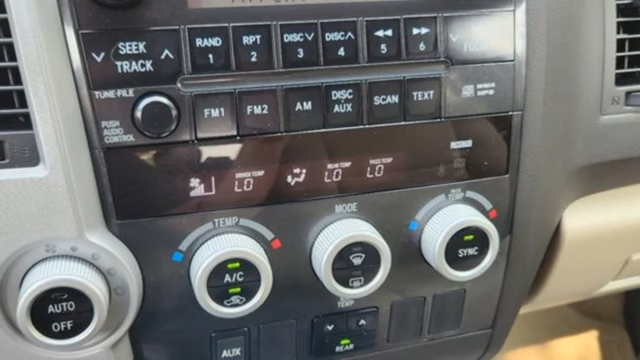 SEEK TRACK
RAND 1
RPT 2
DISC∨ 3
DISC∧ 4
◀◀ 5
▶▶ 6
TUNE·FILE
PUSH AUDIO CONTROL
FM1
FM2
AM
DISC AUX
SCAN
TEXT
DRIVER TEMP
LO
REAR TEMP
LO
PASS TEMP
LO
TEMP
MODE
TEMP
A/C
SYNC
AUTO
OFF
TEMP
REAR
AUX